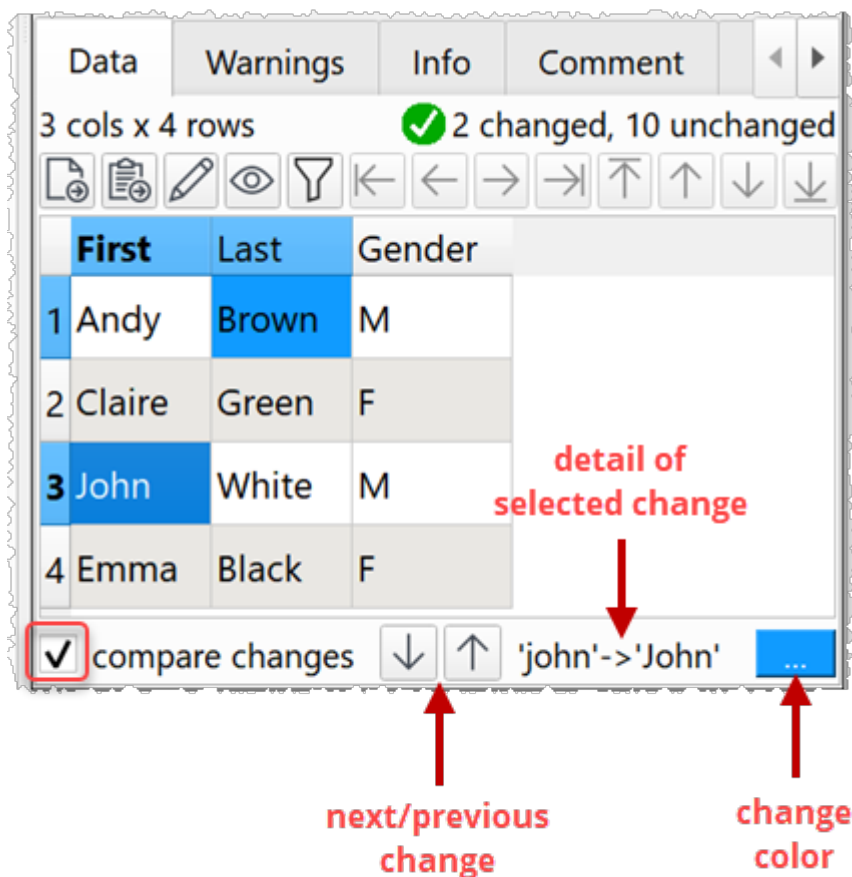 Data Warnings Info Comment
3 cols x 4 rows 2 changed, 10 unchanged
First Last Gender
1 Andy Brown M
2 Claire Green F
3 John White M
4 Emma Black F
detail of
selected change
compare changes 'john'->'John' ...
next/previous
change
change
color